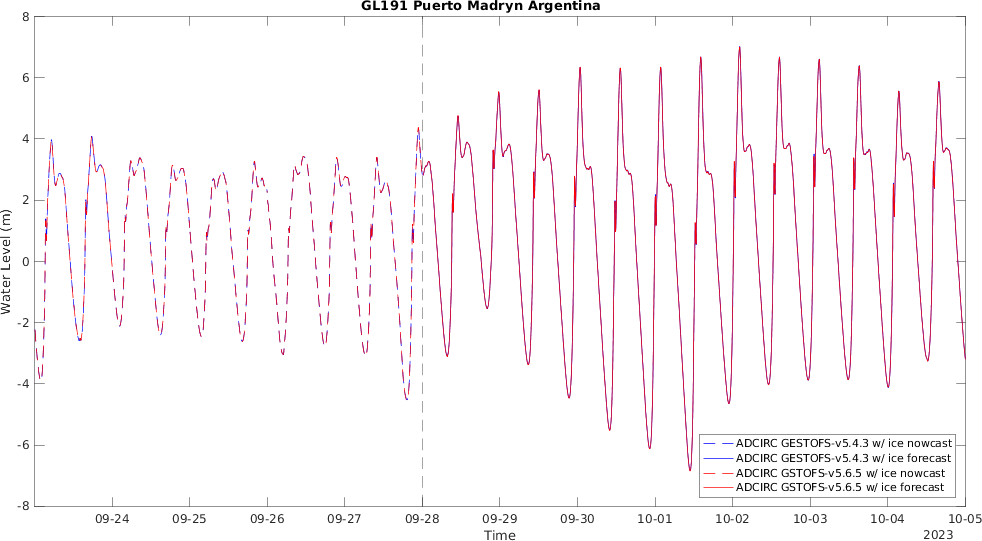 GL191 Puerto Madryn Argentina
8
6
4
2
0
-2
-4
-6
-8
Water Level (m)
ADCIRC GESTOFS-v5.4.3 w/ ice nowcast
ADCIRC GESTOFS-v5.4.3 w/ ice forecast
ADCIRC GSTOFS-v5.6.5 w/ ice nowcast
ADCIRC GSTOFS-v5.6.5 w/ ice forecast
09-24 09-25 09-26 09-27 09-28 09-29 09-30 10-01 10-02 10-03 10-04 10-05
Time
2023